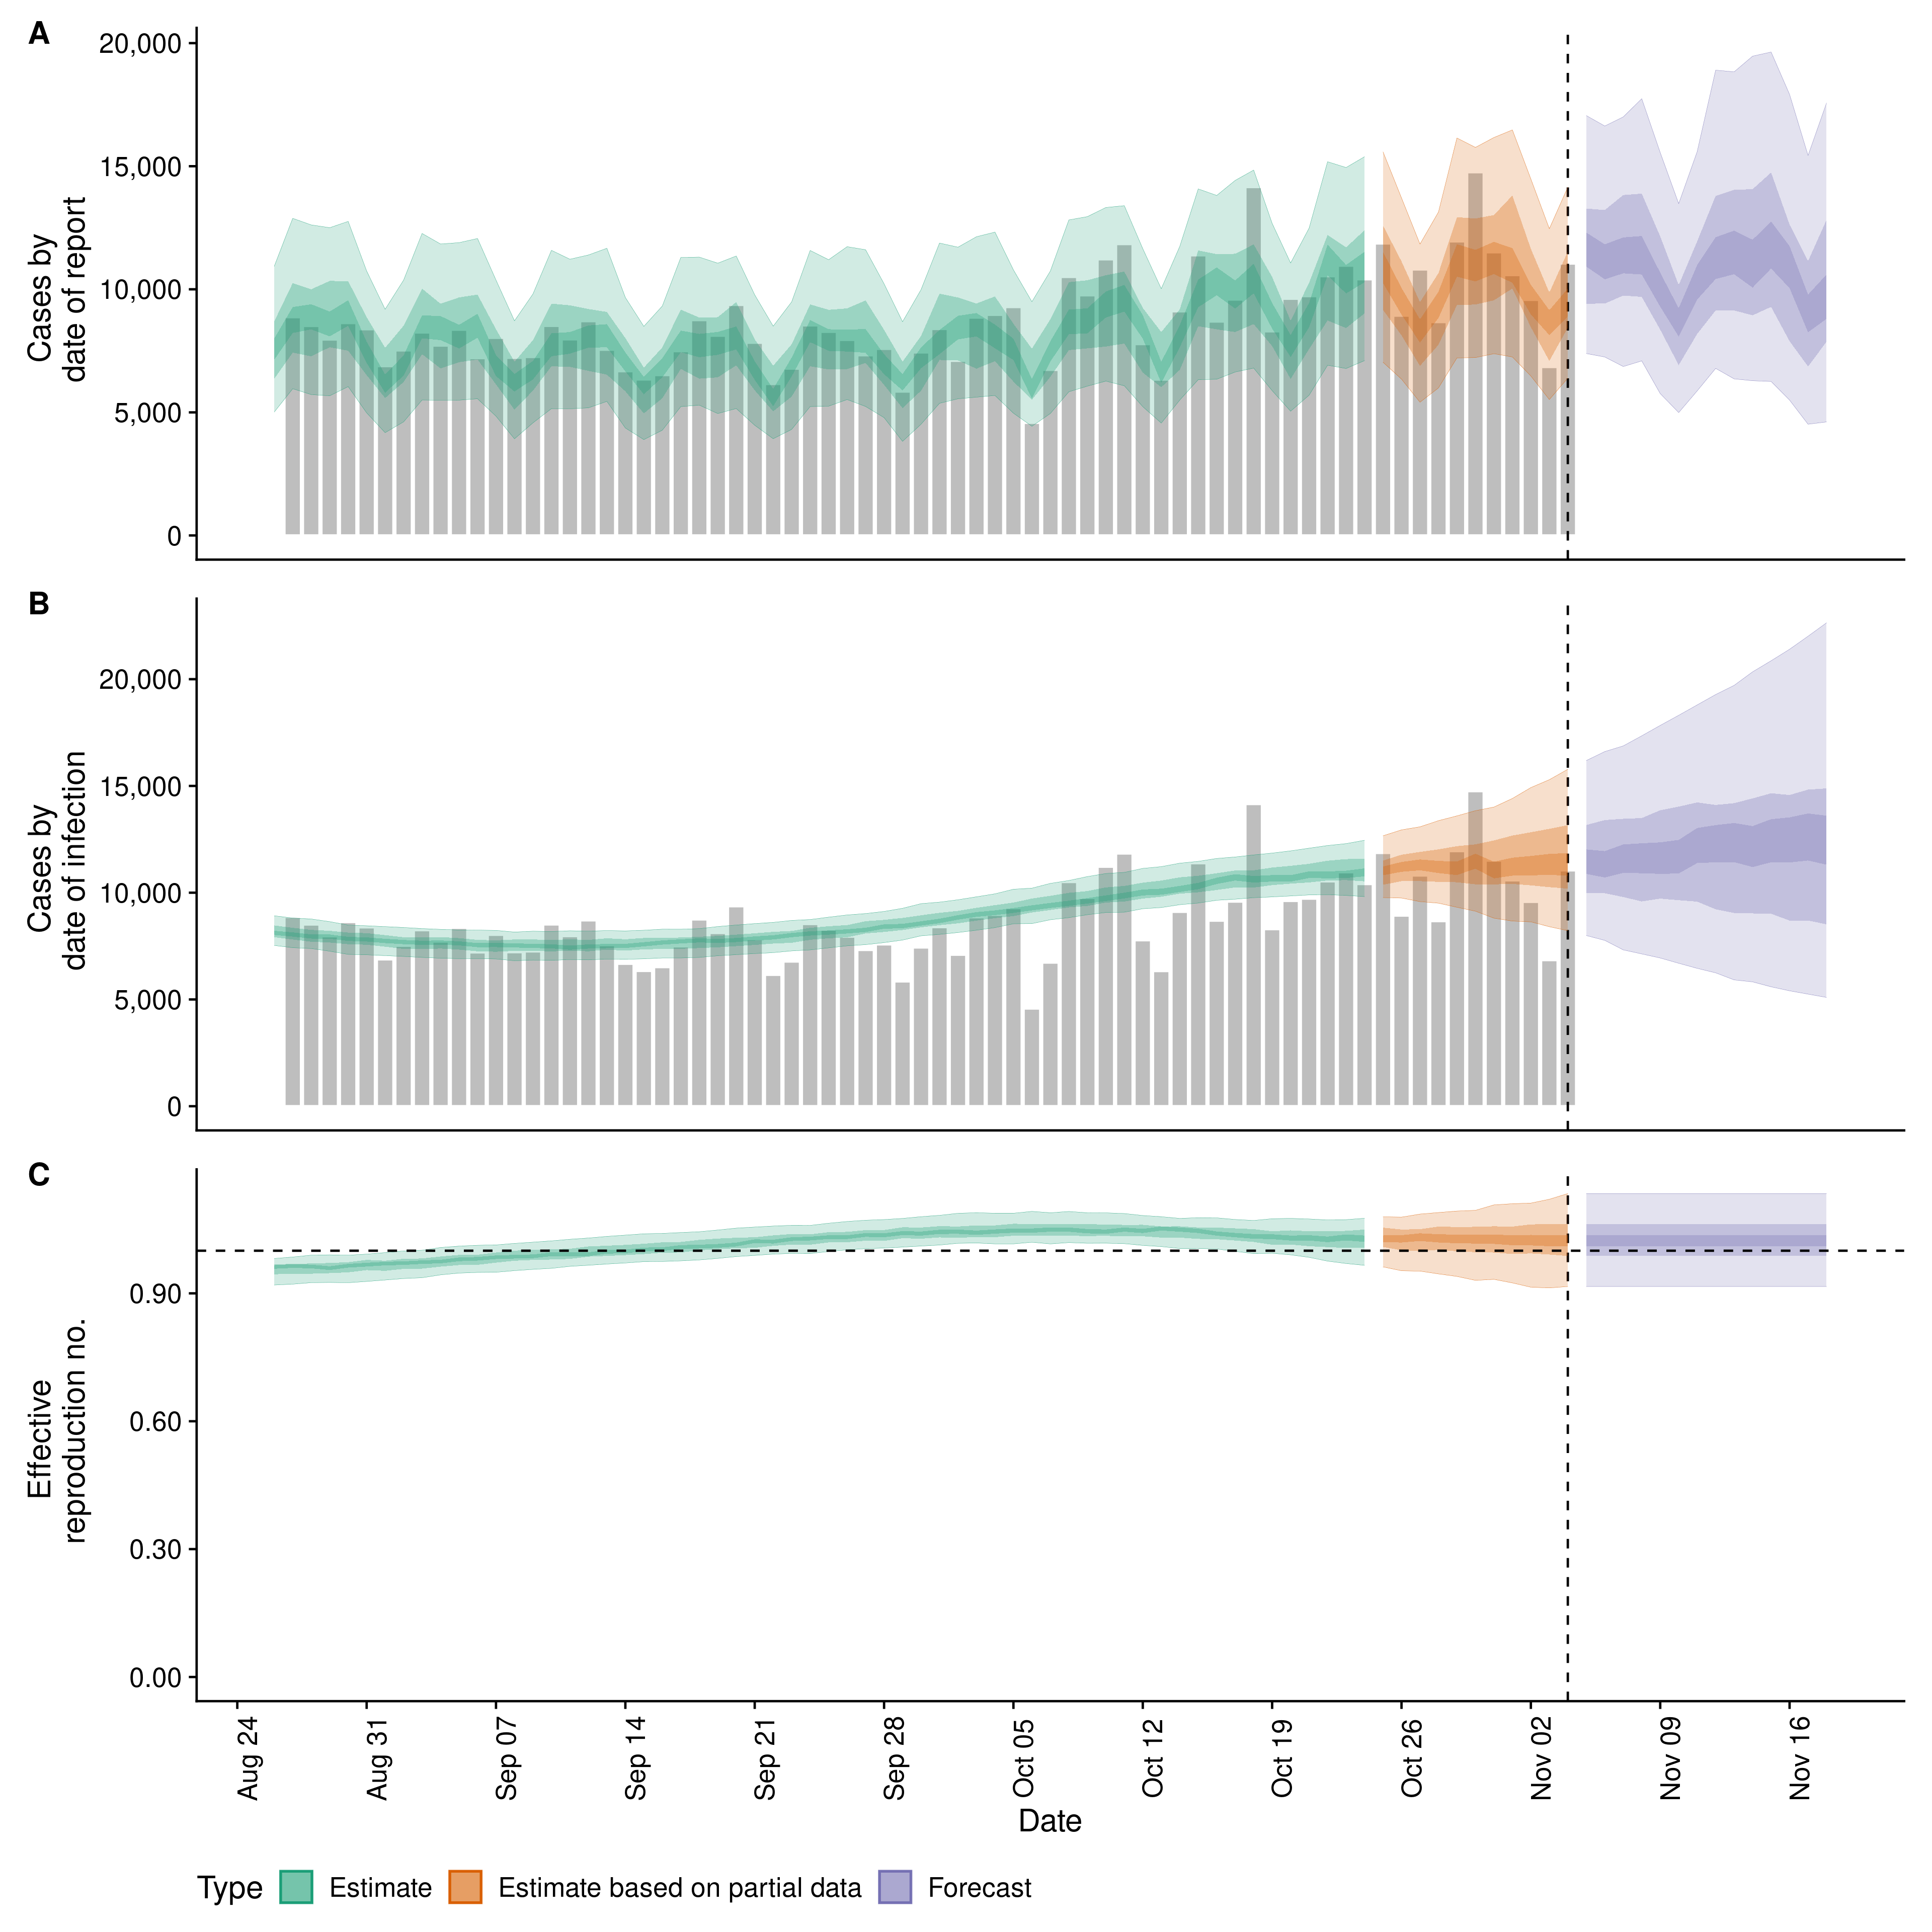 A
20,000
15,000
10,000
5,000
0
Cases by
date of report
B
20,000
15,000
10,000
5,000
0
Cases by
date of infection
C
0.90
0.60
0.30
0.00
Effective
reproduction no.
Aug 24
Aug 31
Sep 07
Sep 14
Sep 21
Sep 28
Oct 05
Oct 12
Oct 19
Oct 26
Nov 02
Nov 09
Nov 16
Date
Type Estimate Estimate based on partial data Forecast